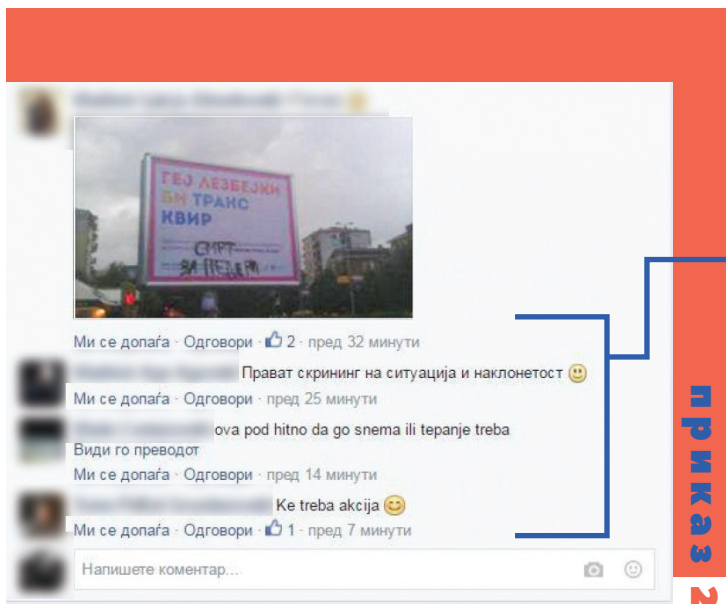 ГЕЈ ЛЕЗБЕЈКИ
БИ ТРАНС
КВИР
СМРТ
ЗА ПЕДЕРИ
Ми се допаѓа · Одговори · 2 · пред 32 минути
Прават скрининг на ситуација и наклонетост
Ми се допаѓа · Одговори · пред 25 минути
ova pod hitno da go snema ili tepanje treba
Види го преводот
Ми се допаѓа · Одговори · пред 14 минути
Ke treba akcija
Ми се допаѓа · Одговори · 1 · пред 7 минути
Напишете коментар...
приказ 2